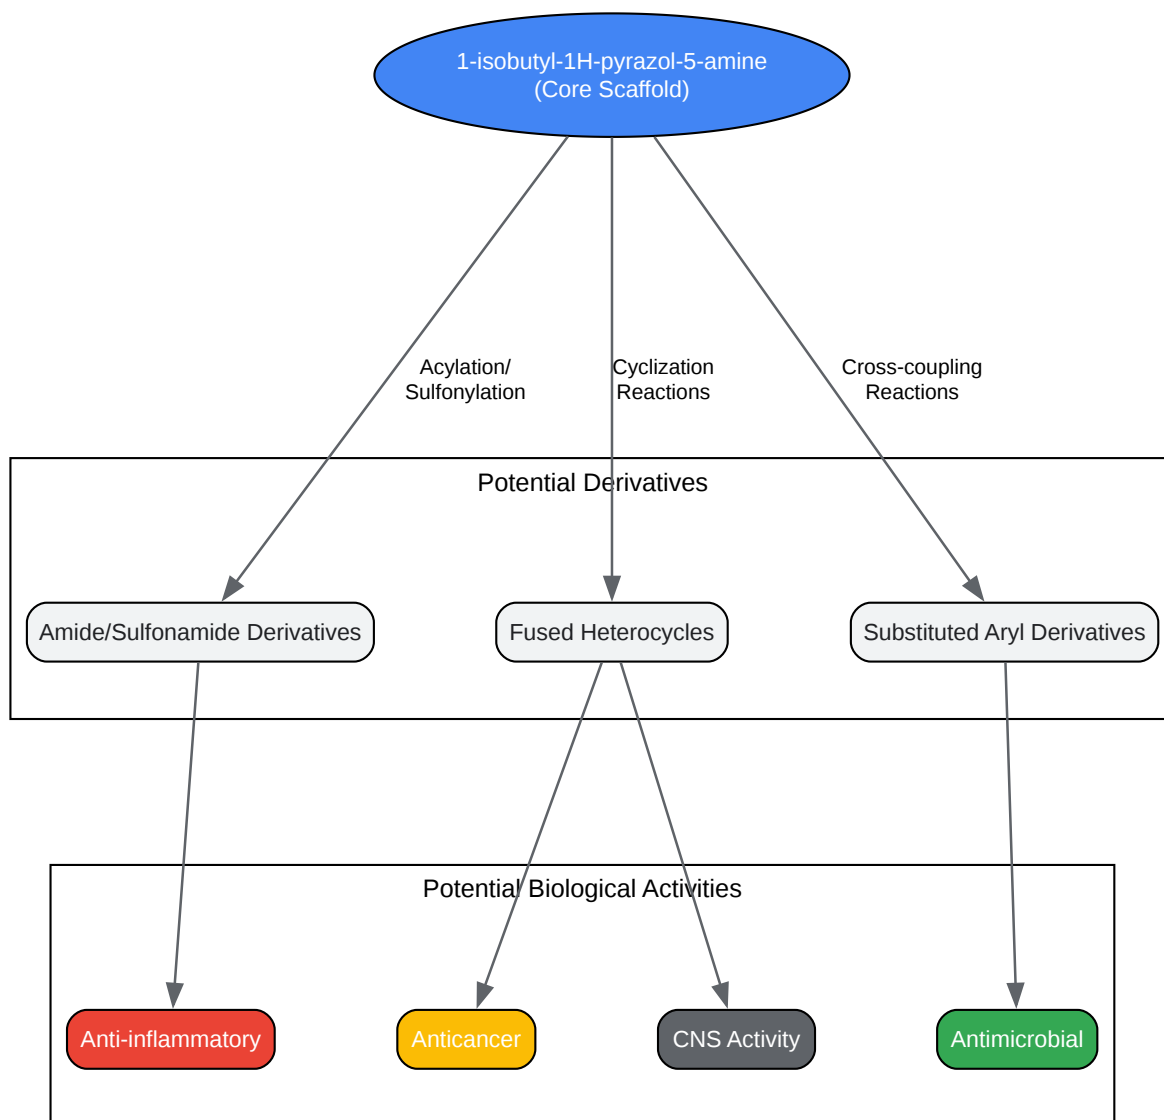 1-isobutyl-1H-pyrazol-5-amine
(Core Scaffold)
Acylation/
Sulfonylation
Cyclization
Reactions
Cross-coupling
Reactions
Potential Derivatives
Amide/Sulfonamide Derivatives
Fused Heterocycles
Substituted Aryl Derivatives
Potential Biological Activities
Anti-inflammatory
Anticancer
CNS Activity
Antimicrobial